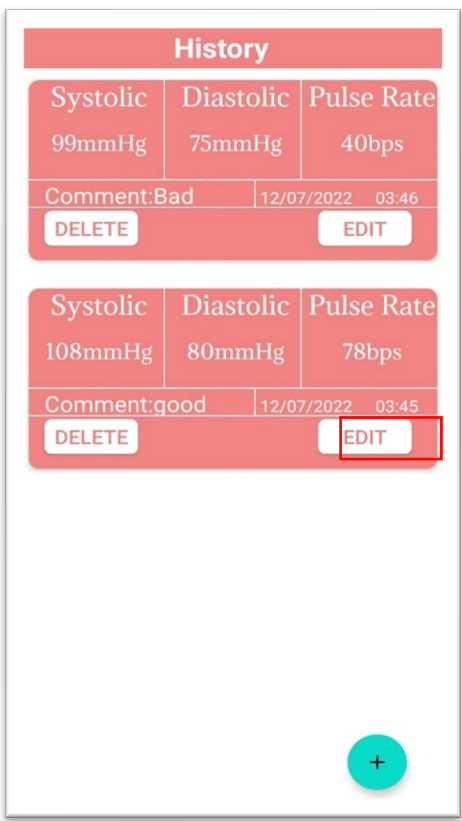 History
Systolic Diastolic Pulse Rate
99mmHg 75mmHg 40bps
Comment:Bad 12/07/2022 03:46
DELETE EDIT
Systolic Diastolic Pulse Rate
108mmHg 80mmHg 78bps
Comment:good 12/07/2022 03:45
DELETE EDIT
+